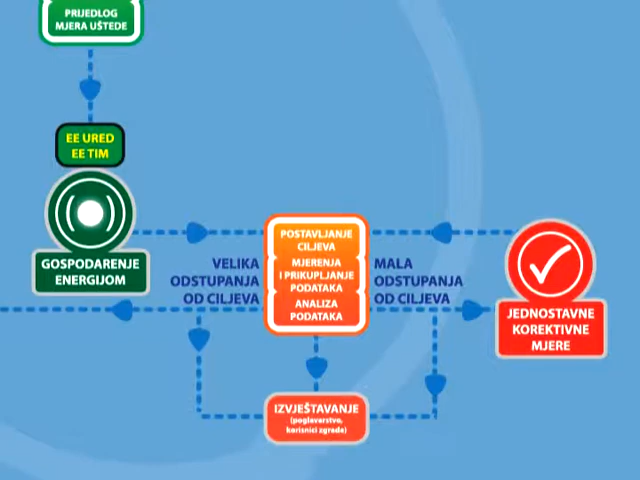 PRIJEDLOG
MJERA UŠTEDE
EE URED
EE TIM
GOSPODARENJE
ENERGIJOM
VELIKA
ODSTUPANJA
OD CILJEVA
POSTAVLJANJE
CILJEVA
MJERENJA
I PRIKUPLJANJE
PODATAKA
ANALIZA
PODATAKA
MALA
ODSTUPANJA
OD CILJEVA
JEDNOSTAVNE
KOREKTIVNE
MJERE
IZVJEŠTAVANJE
(poglavarstvo,
korisnici zgrada)